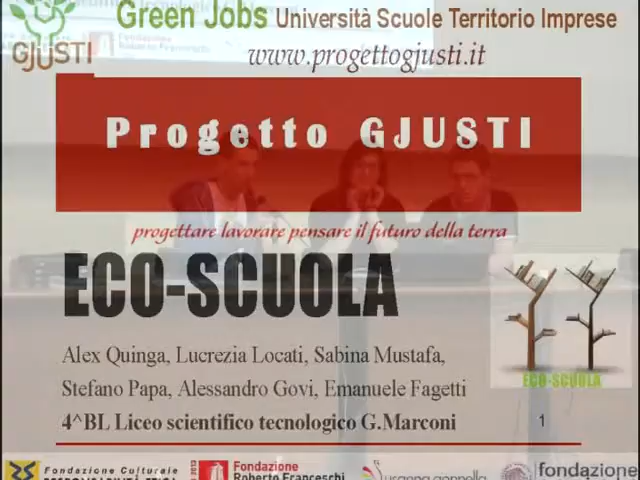 Green Jobs Università Scuole Territorio Imprese
GJUSTI
www.progettogjusti.it
Progetto GJUSTI
progettare lavorare pensare il futuro della terra
ECO-SCUOLA
Alex Quinga, Lucrezia Locati, Sabina Mustafa,
Stefano Papa, Alessandro Govi, Emanuele Fagetti
4^BL Liceo scientifico tecnologico G.Marconi
ECO-SCUOLA
1
Fondazione Culturale
Fondazione
Roberto Franceschi
fondazione